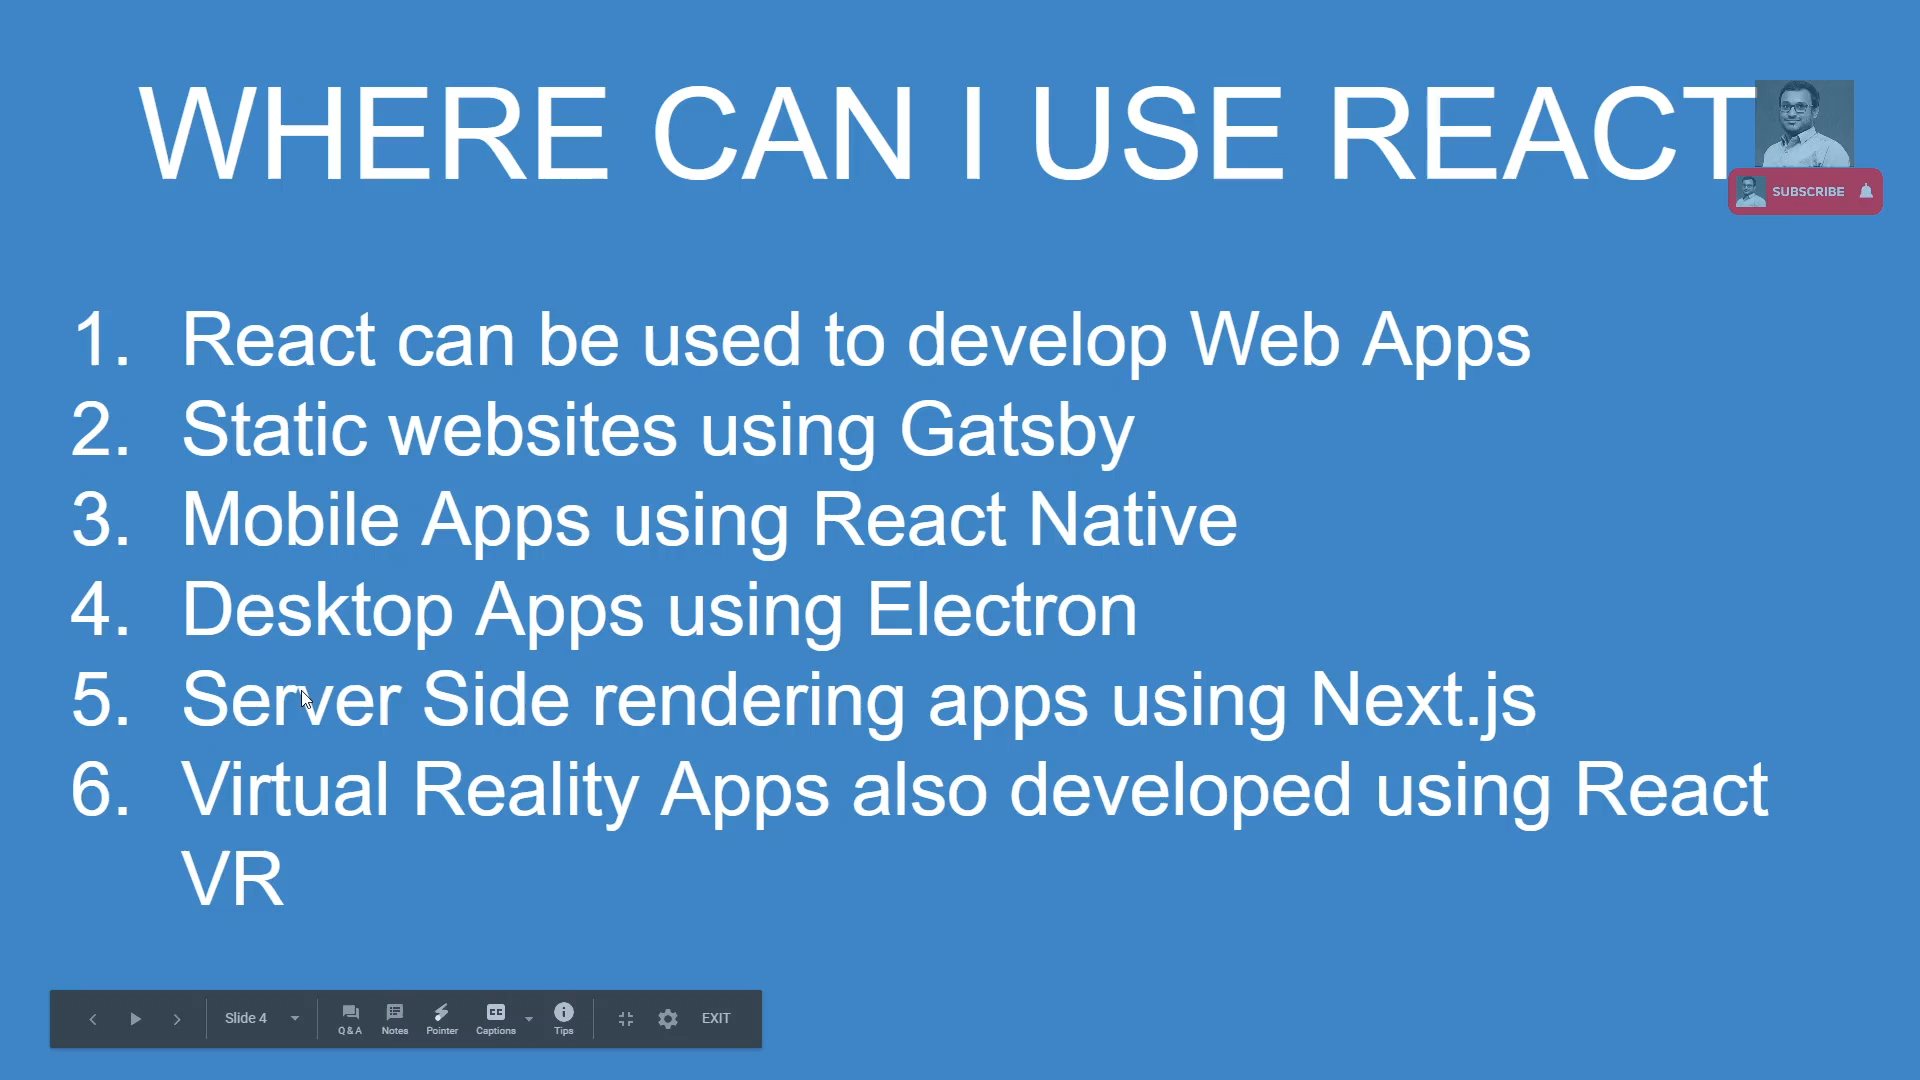 WHERE CAN I USE REACT
SUBSCRIBE
1. React can be used to develop Web Apps
2. Static websites using Gatsby
3. Mobile Apps using React Native
4. Desktop Apps using Electron
5. Server Side rendering apps using Next.js
6. Virtual Reality Apps also developed using React
VR
Slide 4 Q & A Notes Pointer CC Captions Tips EXIT